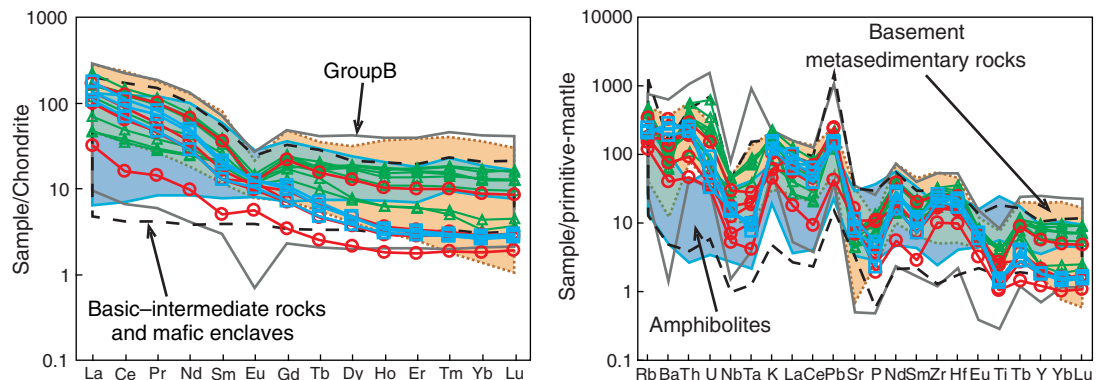 1000
100
10
1
0.1
Sample/Chondrite
GroupB
Basic–intermediate rocks
and mafic enclaves
La Ce Pr Nd Sm Eu Gd Tb Dy Ho Er Tm Yb Lu
10000
1000
100
10
1
0.1
Sample/primitive-mantle
Basement
metasedimentary rocks
Amphibolites
Rb Ba Th U Nb Ta K La Ce Pb Sr P Nd Sm Zr Hf Eu Ti Tb Y Yb Lu